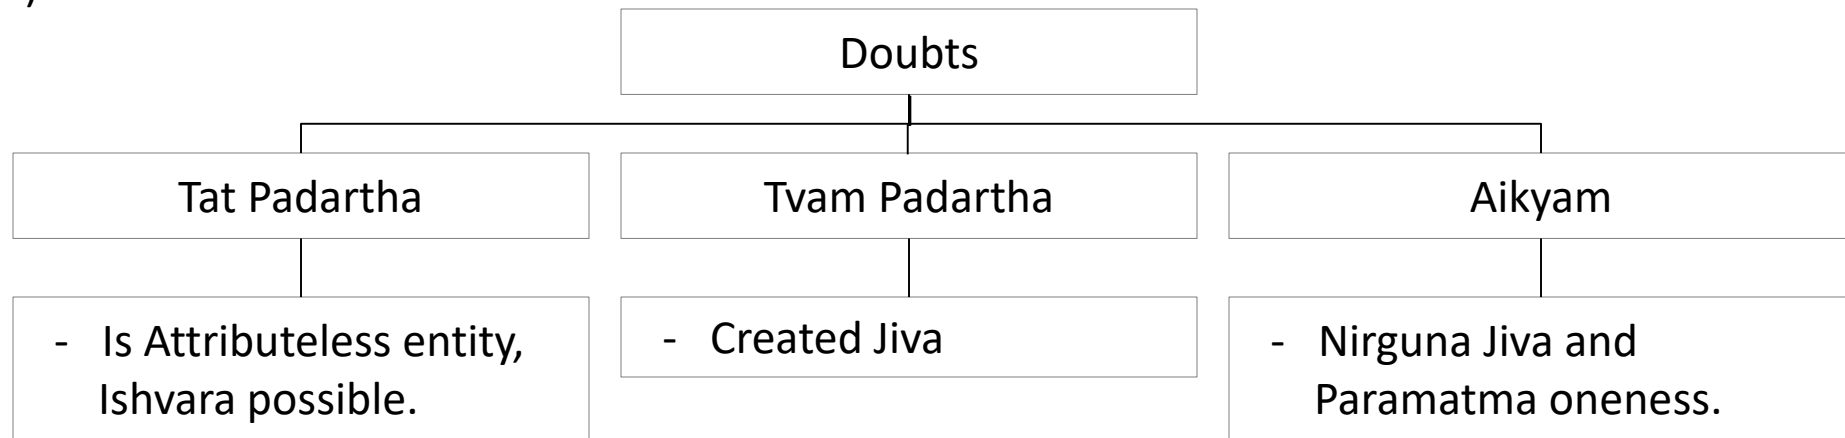 Doubts
Tat Padartha
Tvam Padartha
Aikyam
- Is Attributeless entity,
Ishvara possible.
- Created Jiva
- Nirguna Jiva and
Paramatma oneness.